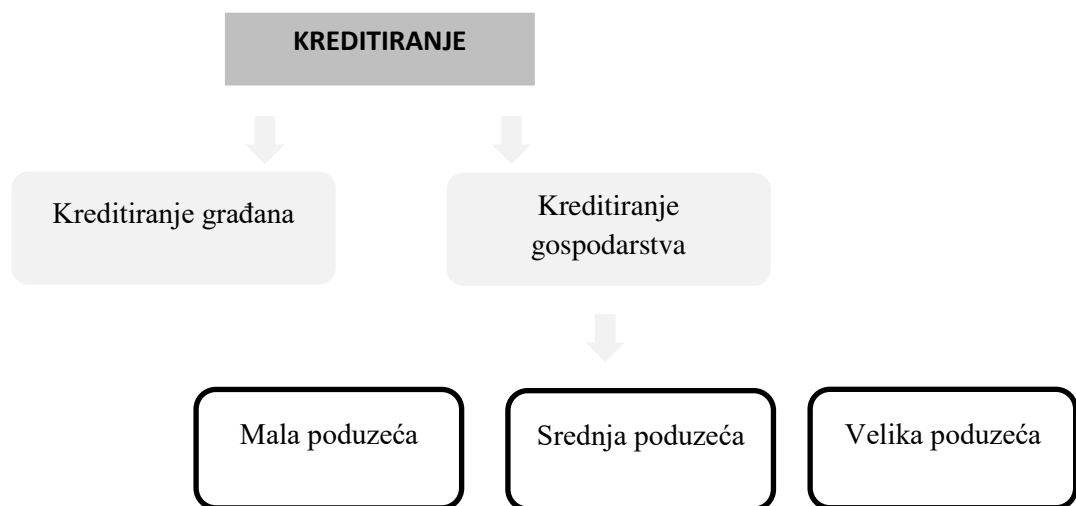 KREDITIRANJE
Kreditiranje građana
Kreditiranje
gospodarstva
Mala poduzeća
Srednja poduzeća
Velika poduzeća